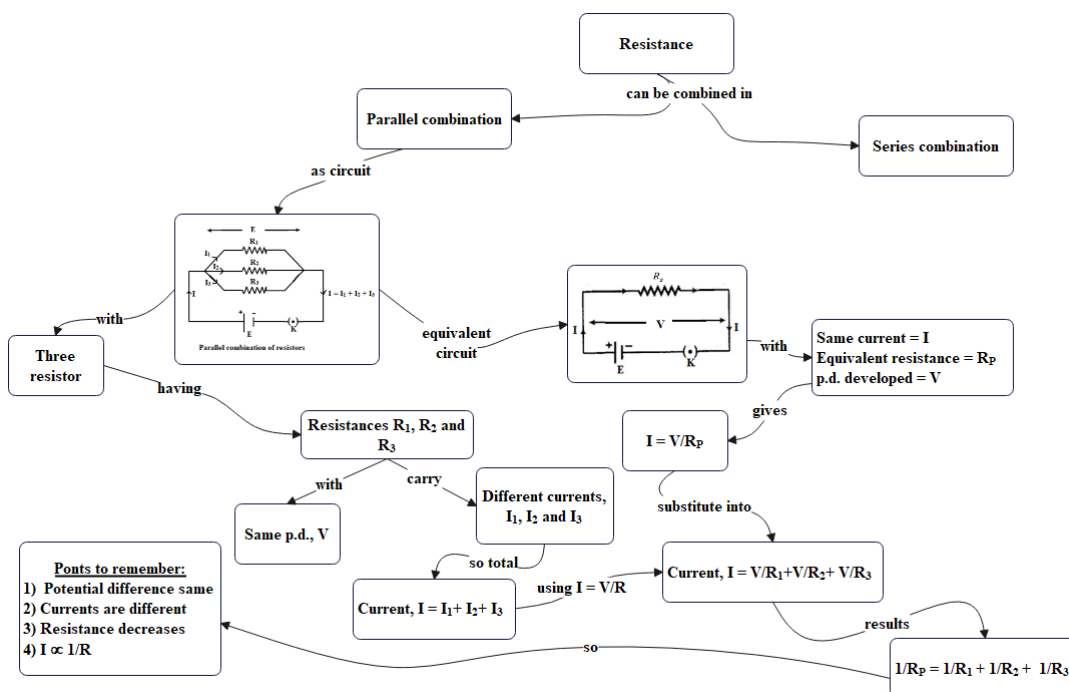 Resistance
can be combined in
Parallel combination
Series combination
as circuit
E
R₁
I₁
R₂
I₂
R₃
I₃
I
I = I₁ + I₂ + I₃
+
E
K
Parallel combination of resistors
with
Three
resistor
equivalent
circuit
V
I
I
+ −
E
K
with
Same current = I
Equivalent resistance = Rₚ
p.d. developed = V
gives
I = V/Rₚ
having
Resistances R₁, R₂ and
R₃
with
carry
Same p.d., V
Different currents,
I₁, I₂ and I₃
substitute into
so total
Current, I = I₁+ I₂+ I₃
using I = V/R
Current, I = V/R₁+V/R₂+ V/R₃
results
1/Rₚ = 1/R₁ + 1/R₂ + 1/R₃
so
Ponts to remember:
1) Potential difference same
2) Currents are different
3) Resistance decreases
4) I ∝ 1/R